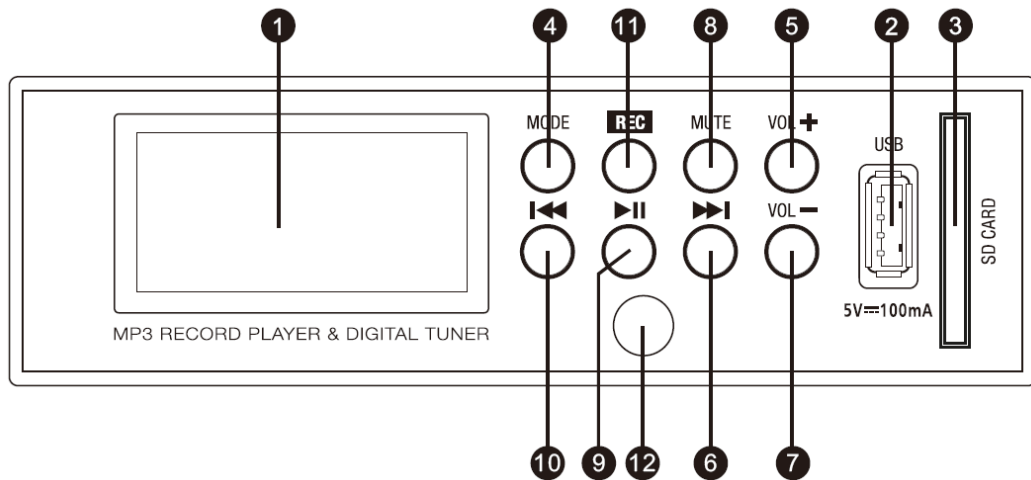 1 4 11 8 5 2 3
MODE REC MUTE VOL +
USB
VOL −
SD CARD
5V⎓100mA
MP3 RECORD PLAYER & DIGITAL TUNER
10 9 12 6 7